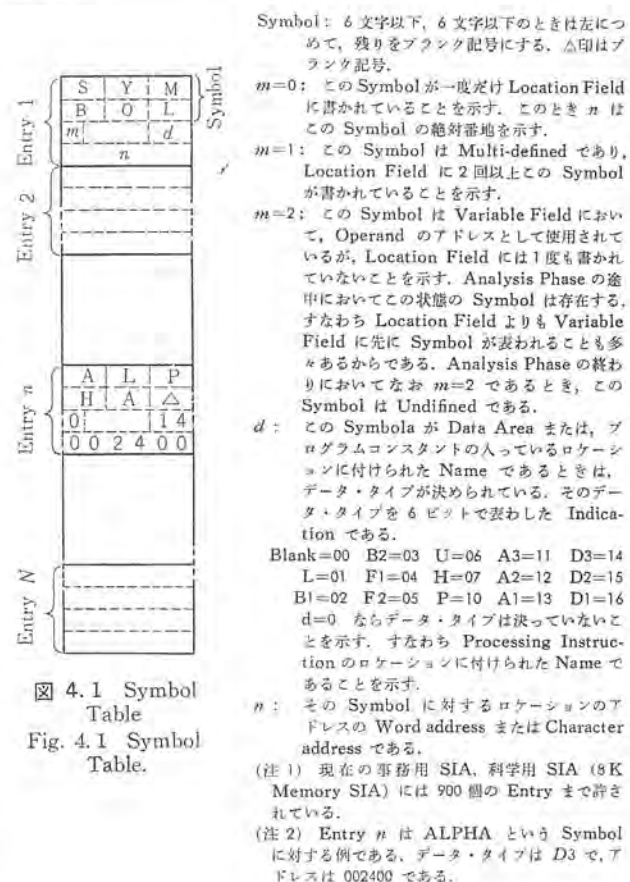 Symbol
Entry 1
S Y M
B O L
m d
n
Entry 2
Entry n
A L P
H A △
0 1 4
0 0 2 4 0 0
Entry N
図 4.1 Symbol
Table
Fig. 4.1 Symbol
Table.
Symbol: 6 文字以下, 6 文字以下のときは左につ
めて, 残りをブランク記号にする. △印はブ
ランク記号.
m=0: この Symbol が一度だけ Location Field
に書かれていることを示す. このとき n は
この Symbol の絶対番地を示す.
m=1: この Symbol は Multi-defined であり,
Location Field に 2 回以上この Symbol
が書かれていることを示す.
m=2: この Symbol は Variable Field におい
て, Operand のアドレスとして使用されて
いるが, Location Field には 1 度も書かれ
ていないことを示す. Analysis Phase の途
中においてこの状態の Symbol は存在する.
すなわち Location Field よりも Variable
Field に先に Symbol が表われることも多
々あるからである. Analysis Phase の終わ
りにおいてなお m=2 であるとき, この
Symbol は Undifined である.
d: この Symbola が Data Area または, プ
ログラムコンスタントの入っているロケーシ
ョンに付けられた Name であるときは,
データ・タイプが決められている. そのデー
タ・タイプを 6 ビットで表わした Indica-
tion である.
Blank=00 B2=03 U=06 A3=11 D3=14
L=01 F1=04 H=07 A2=12 D2=15
B1=02 F2=05 P=10 A1=13 D1=16
d=0 ならデータ・タイプは決っていないこ
とを示す. すなわち Processing Instruc-
tion のロケーションに付けられた Name で
あることを示す.
n: その Symbol に対するロケーションのア
ドレスの Word address または Character
address である.
(注 1) 現在の事務用 SIA, 科学用 SIA (8K
Memory SIA) には 900 個の Entry まで許さ
れている.
(注 2) Entry n は ALPHA という Symbol
に対する例である. データ・タイプは D3 で, ア
ドレスは 002400 である.